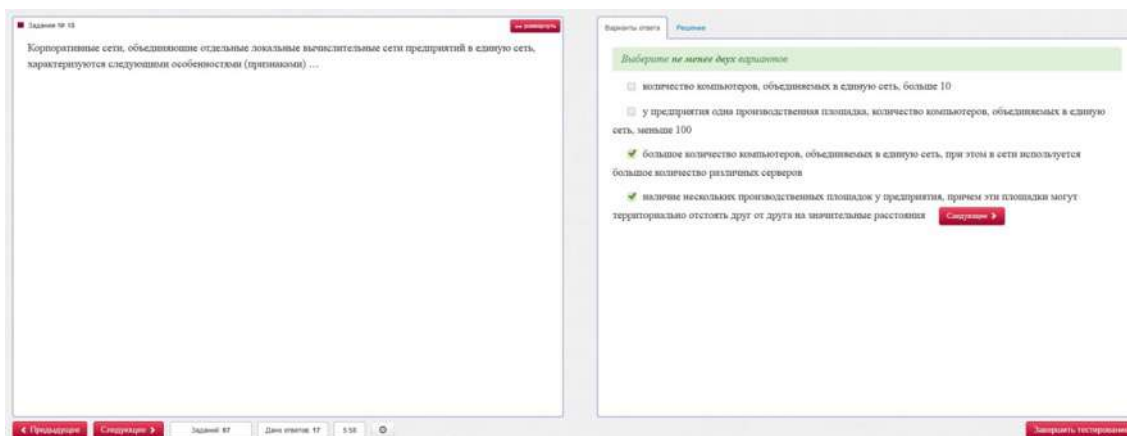 Задание № 18
развернуть
Корпоративные сети, объединяющие отдельные локальные вычислительные сети предприятий в единую сеть,
характеризуются следующими особенностями (признаками) …
Варианты ответа
Решение
Выберите не менее двух вариантов
количество компьютеров, объединяемых в единую сеть, больше 10
у предприятия одна производственная площадка, количество компьютеров, объединяемых в единую
сеть, меньше 100
большое количество компьютеров, объединяемых в единую сеть, при этом в сети используется
большое количество различных серверов
наличие нескольких производственных площадок у предприятия, причем эти площадки могут
территориально отстоять друг от друга на значительные расстояния
Следующее
Предыдущее
Следующее
Заданий
Дано ответов: 17
Завершить тестирование